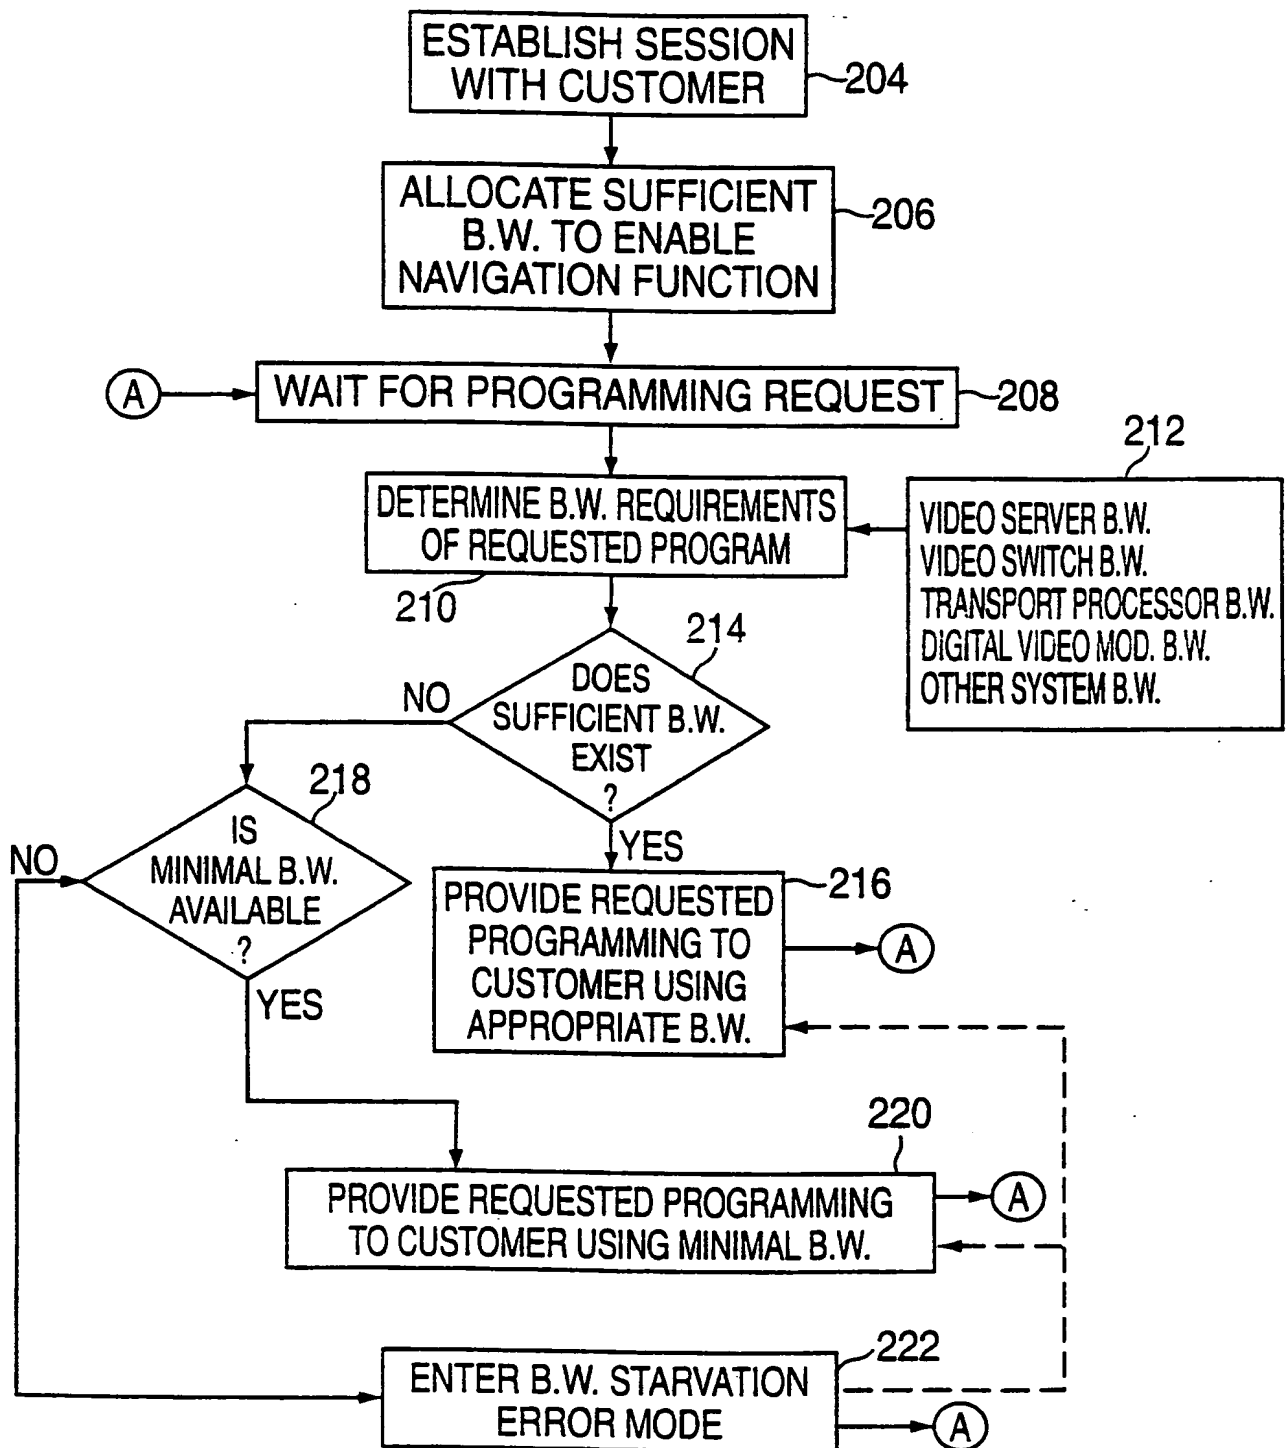 ESTABLISH SESSION
WITH CUSTOMER
204
ALLOCATE SUFFICIENT
B.W. TO ENABLE
NAVIGATION FUNCTION
206
A
WAIT FOR PROGRAMMING REQUEST
208
DETERMINE B.W. REQUIREMENTS
OF REQUESTED PROGRAM
210
212
VIDEO SERVER B.W.
VIDEO SWITCH B.W.
TRANSPORT PROCESSOR B.W.
DIGITAL VIDEO MOD. B.W.
OTHER SYSTEM B.W.
214
DOES
SUFFICIENT B.W.
EXIST
?
NO
YES
218
IS
MINIMAL B.W.
AVAILABLE
?
NO
YES
216
PROVIDE REQUESTED
PROGRAMMING TO
CUSTOMER USING
APPROPRIATE B.W.
A
220
PROVIDE REQUESTED PROGRAMMING
TO CUSTOMER USING MINIMAL B.W.
A
222
ENTER B.W. STARVATION
ERROR MODE
A